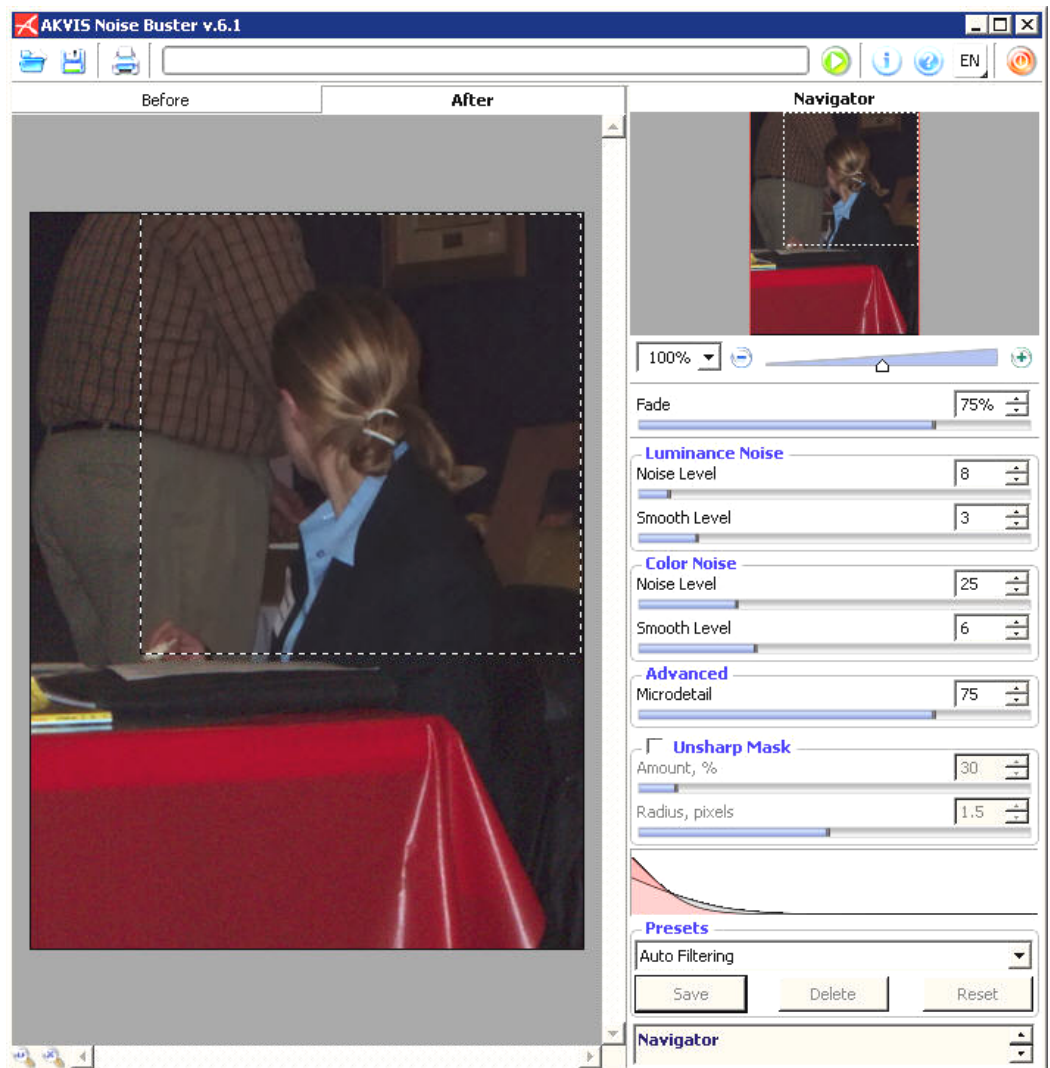 AKVIS Noise Buster v.6.1
EN
Before
After
Navigator
100%
Fade
75%
Luminance Noise
Noise Level
8
Smooth Level
3
Color Noise
Noise Level
25
Smooth Level
6
Advanced
Microdetail
75
Unsharp Mask
Amount, %
30
Radius, pixels
1.5
Presets
Auto Filtering
Save
Delete
Reset
Navigator